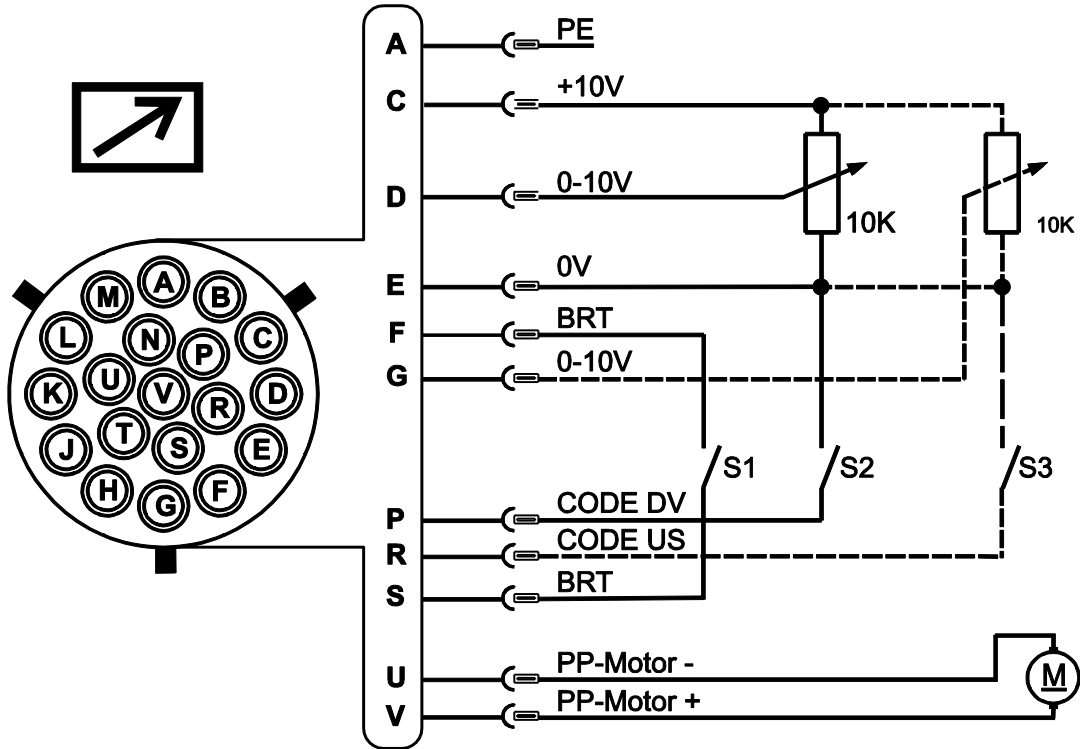 A PE
C +10V
D 0-10V
10K
10K
E 0V
F BRT
G 0-10V
S1
S2
S3
P CODE DV
R CODE US
S BRT
U PP-Motor -
V PP-Motor +
M
M A B
L N P C
K U V R D
J T S E
H G F